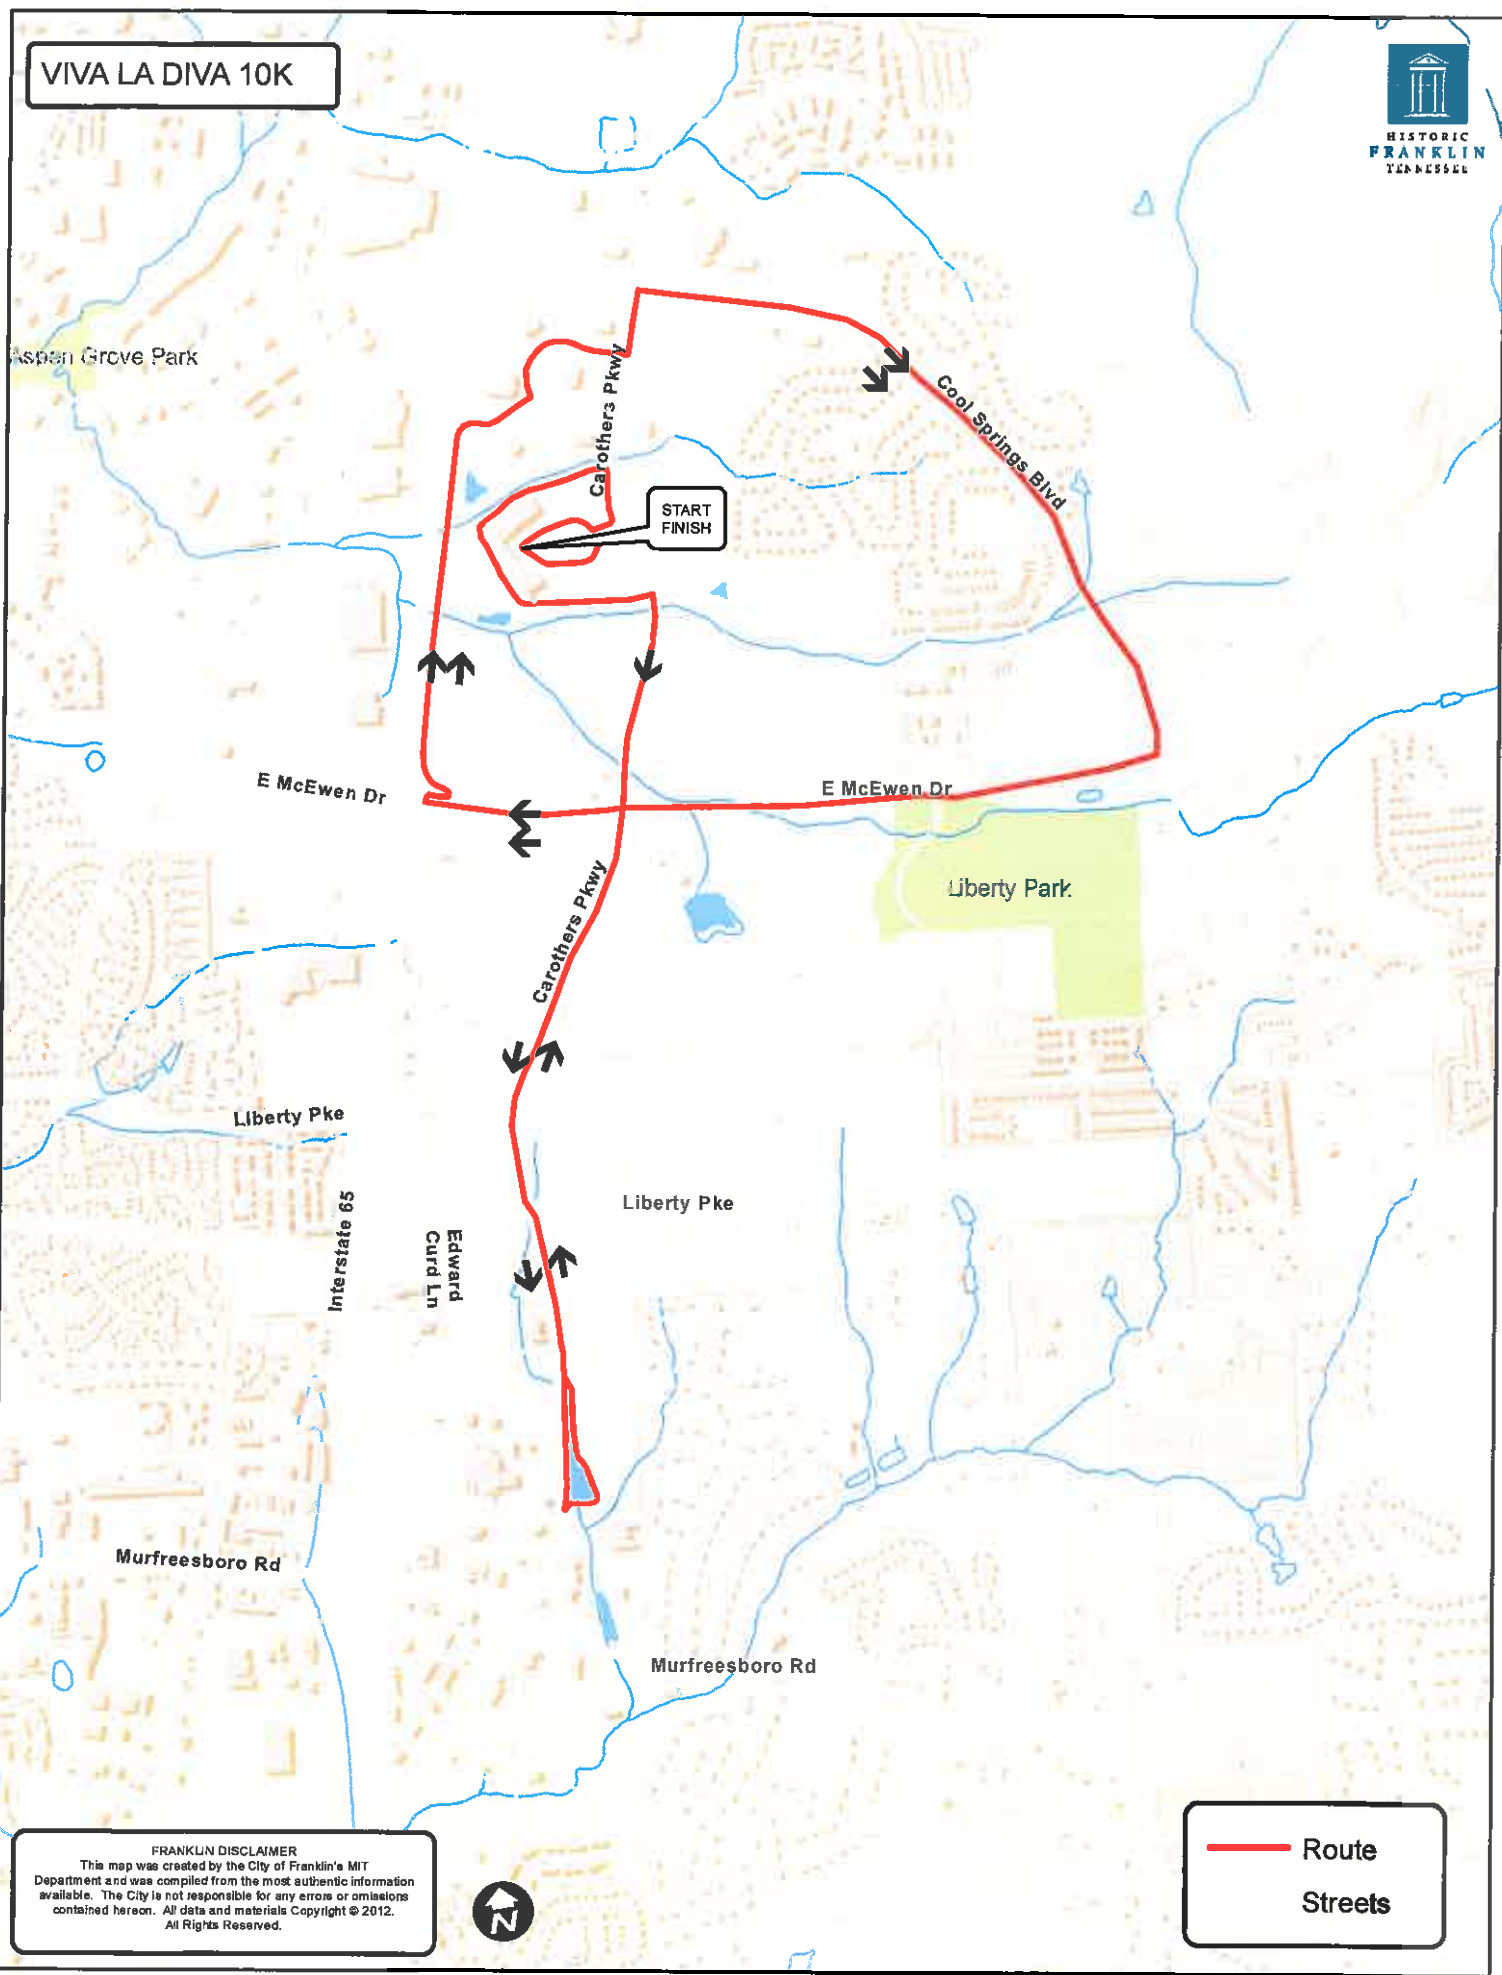 VIVA LA DIVA 10K
HISTORIC
FRANKLIN
TENNESSEE
Aspen Grove Park
Carothers Pkwy
Cool Springs Blvd
START
FINISH
E McEwen Dr
E McEwen Dr
Liberty Park
Carothers Pkwy
Liberty Pke
Liberty Pke
Interstate 65
Edward
Curd Ln
Murfreesboro Rd
Murfreesboro Rd
FRANKLIN DISCLAIMER
This map was created by the City of Franklin's MIT
Department and was compiled from the most authentic information
available. The City is not responsible for any errors or omissions
contained hereon. All data and materials Copyright © 2012.
All Rights Reserved.
N
Route
Streets